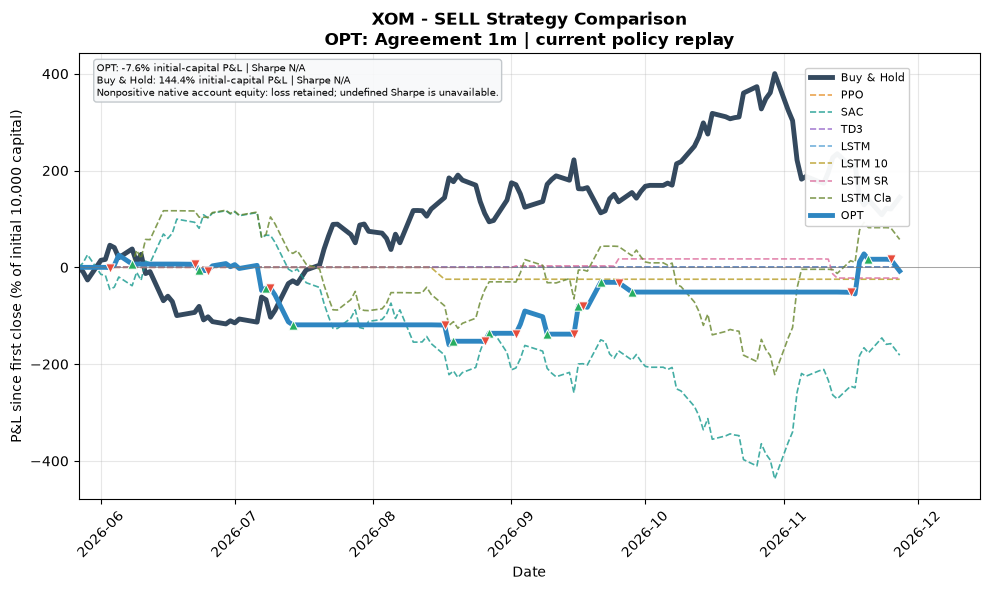 XOM - SELL Strategy Comparison
OPT: Agreement 1m | current policy replay
OPT: -7.6% initial-capital P&L | Sharpe N/A
Buy & Hold: 144.4% initial-capital P&L | Sharpe N/A
Nonpositive native account equity: loss retained; undefined Sharpe is unavailable.
Buy & Hold
PPO
SAC
TD3
LSTM
LSTM 10
LSTM SR
LSTM Cla
OPT
P&L since first close (% of initial 10,000 capital)
400
200
0
−200
−400
2026-06
2026-07
2026-08
2026-09
2026-10
2026-11
2026-12
Date